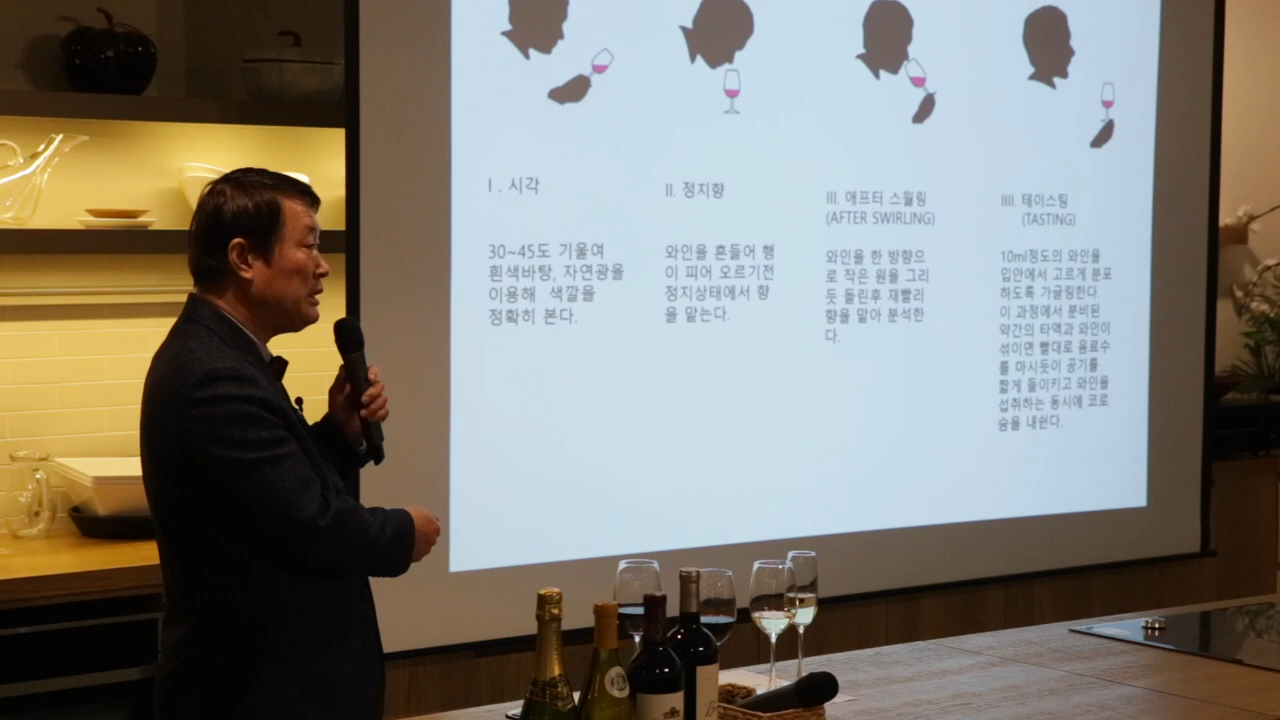 I. 시각
30~45도 기울여
흰색바탕, 자연광을
이용해 색깔을
정확히 본다.
II. 정지향
와인을 흔들어 행
이 피어 오르기전
정지상태에서 향
을 맡는다.
III. 애프터 스월링
(AFTER SWIRLING)
와인을 한 방향으
로 작은 원을 그리
듯 돌린후 재빨리
향을 맡아 분석한
다.
IIII. 테이스팅
(TASTING)
10ml정도의 와인을
입안에서 고르게 분포
하도록 가글링한다.
이 과정에서 분비된
약간의 타액과 와인이
섞이면 빨대로 음료수
를 마시듯이 공기를
짧게 들이키고 와인을
섭취하는 동시에 코로
숨을 내쉰다.